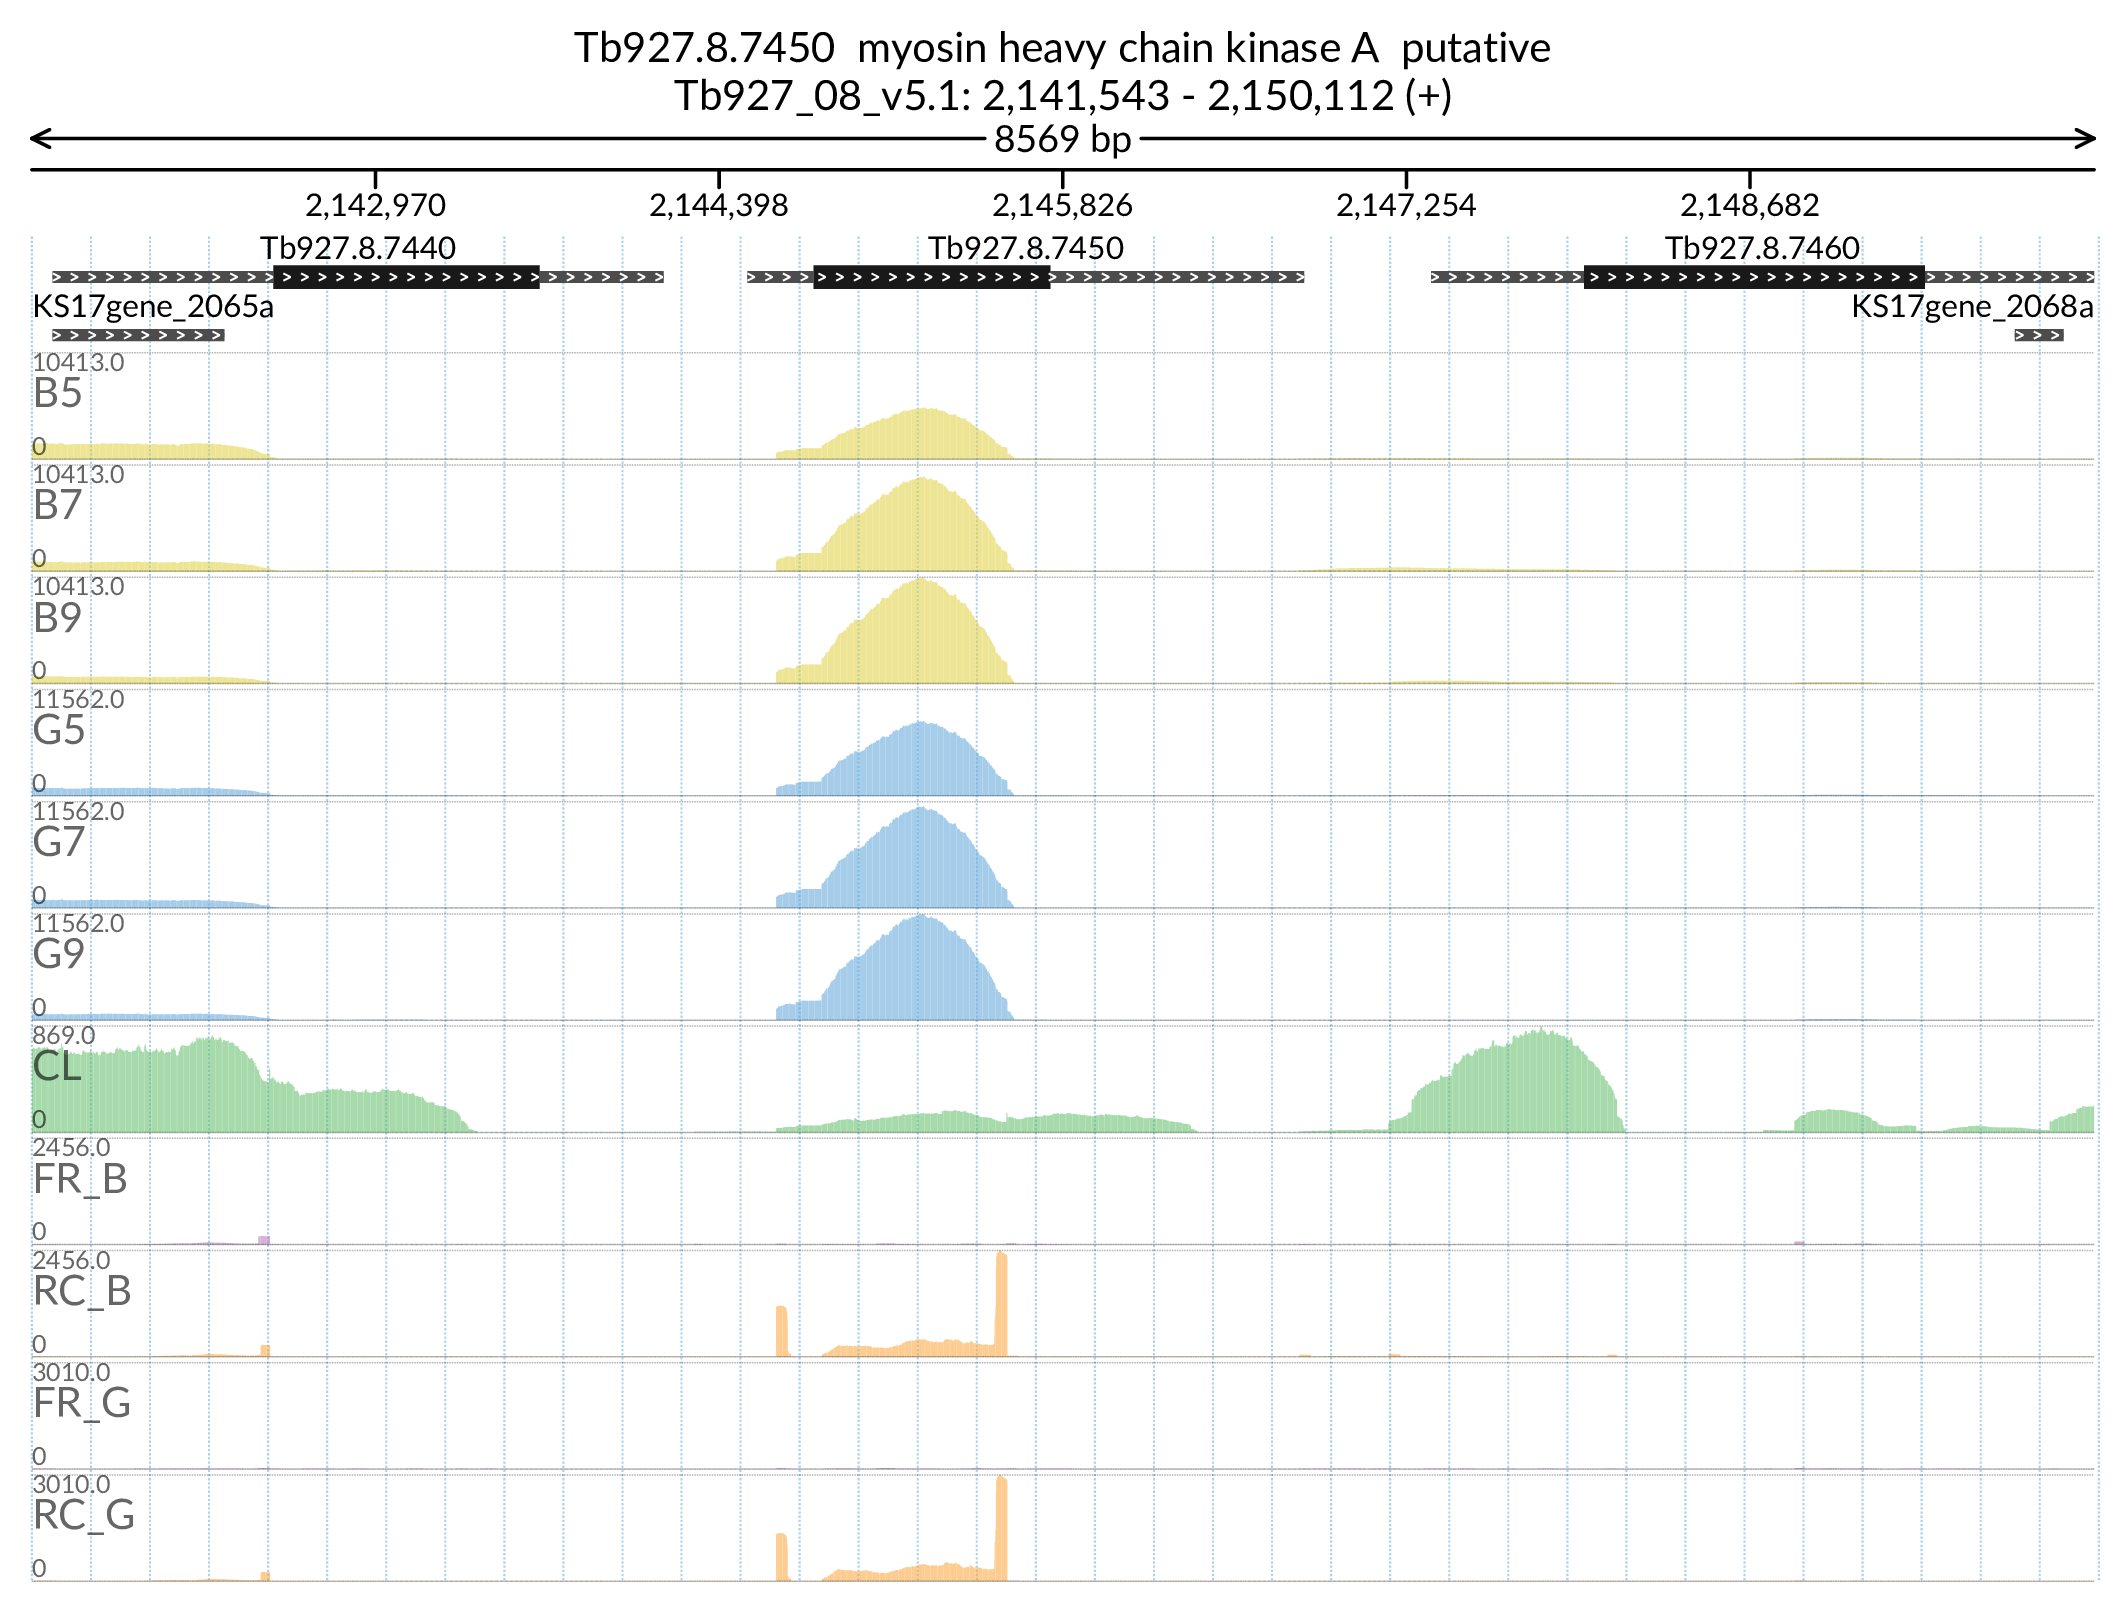 Tb927.8.7450 myosin heavy chain kinase A putative
Tb927_08_v5.1: 2,141,543 - 2,150,112 (+)
8569 bp
2,142,970 2,144,398 2,145,826 2,147,254 2,148,682
Tb927.8.7440 Tb927.8.7450 Tb927.8.7460
KS17gene_2065a KS17gene_2068a
10413.0
B5
0
10413.0
B7
0
10413.0
B9
0
11562.0
G5
0
11562.0
G7
0
11562.0
G9
0
869.0
CL
0
2456.0
FR_B
0
2456.0
RC_B
0
3010.0
FR_G
0
3010.0
RC_G
0